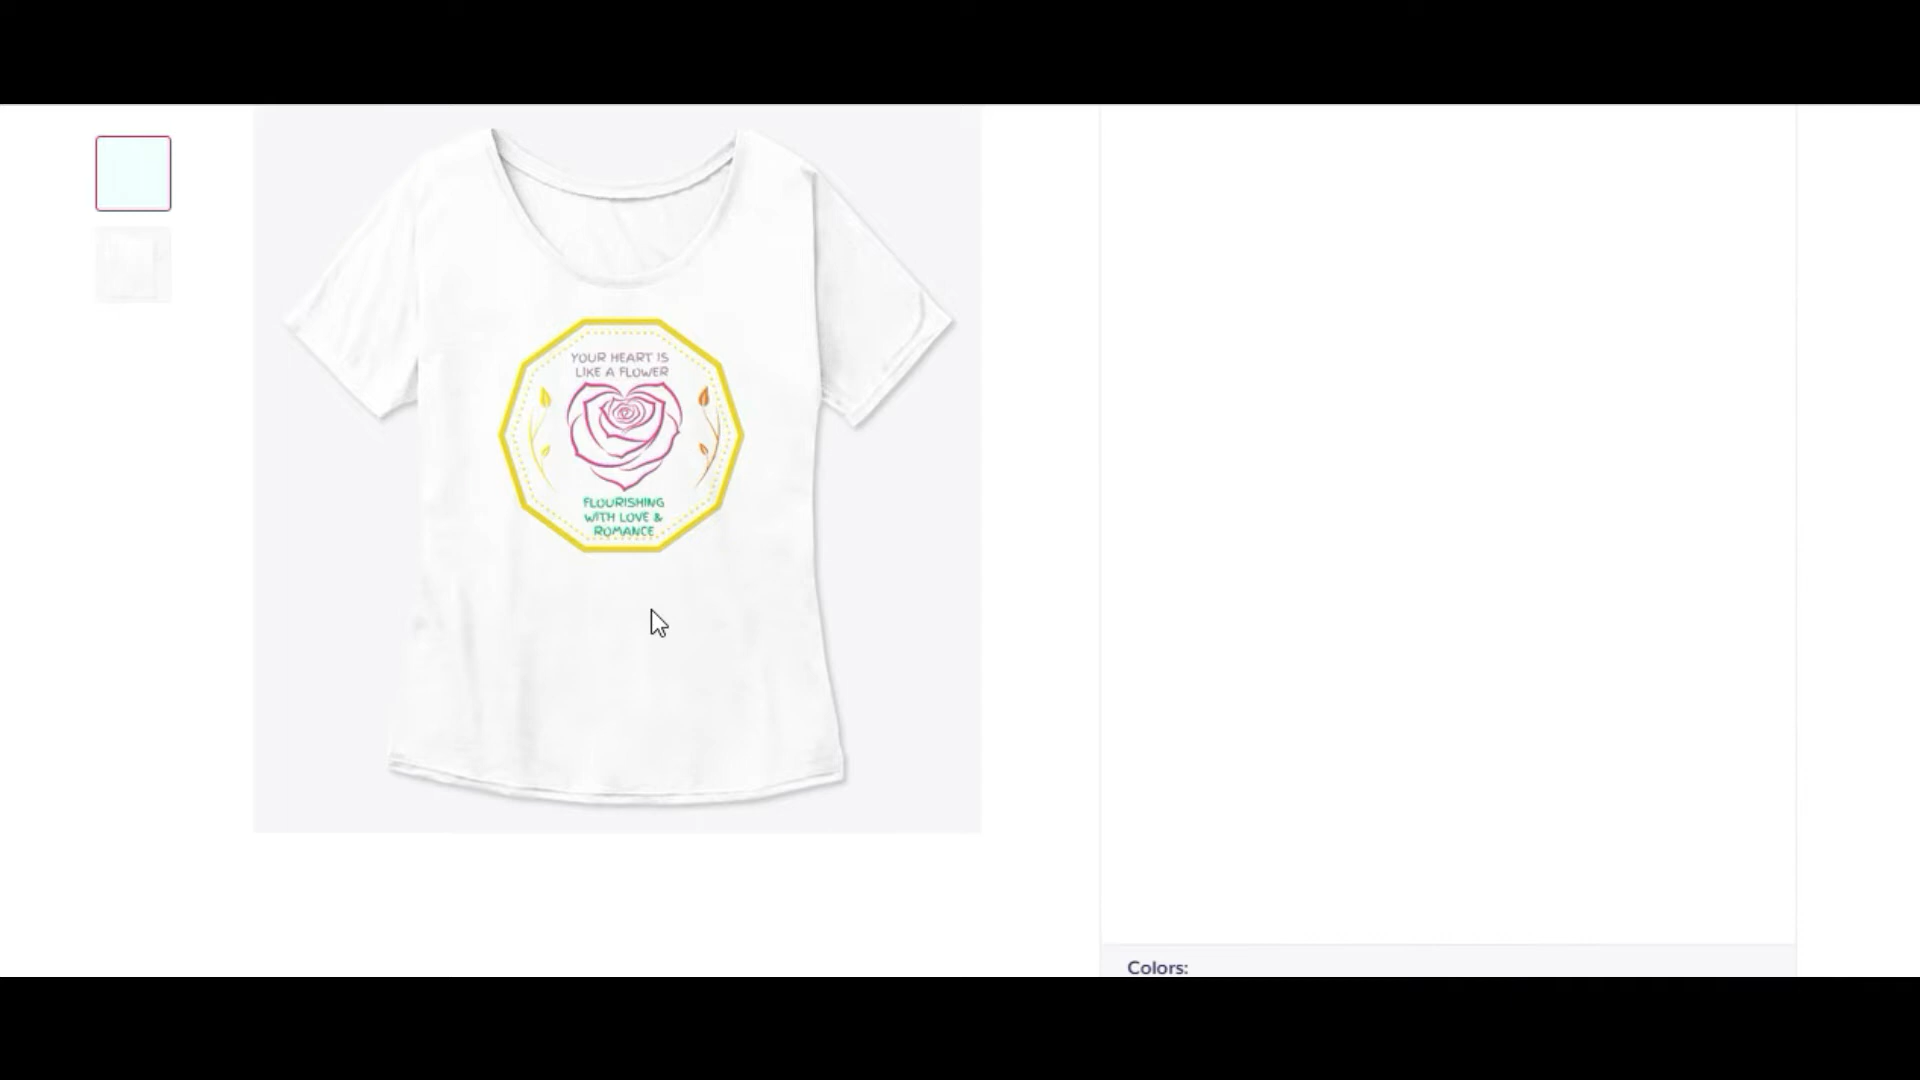 YOUR HEART IS
LIKE A FLOWER
FLOURISHING
WITH LOVE &
ROMANCE
Colors: